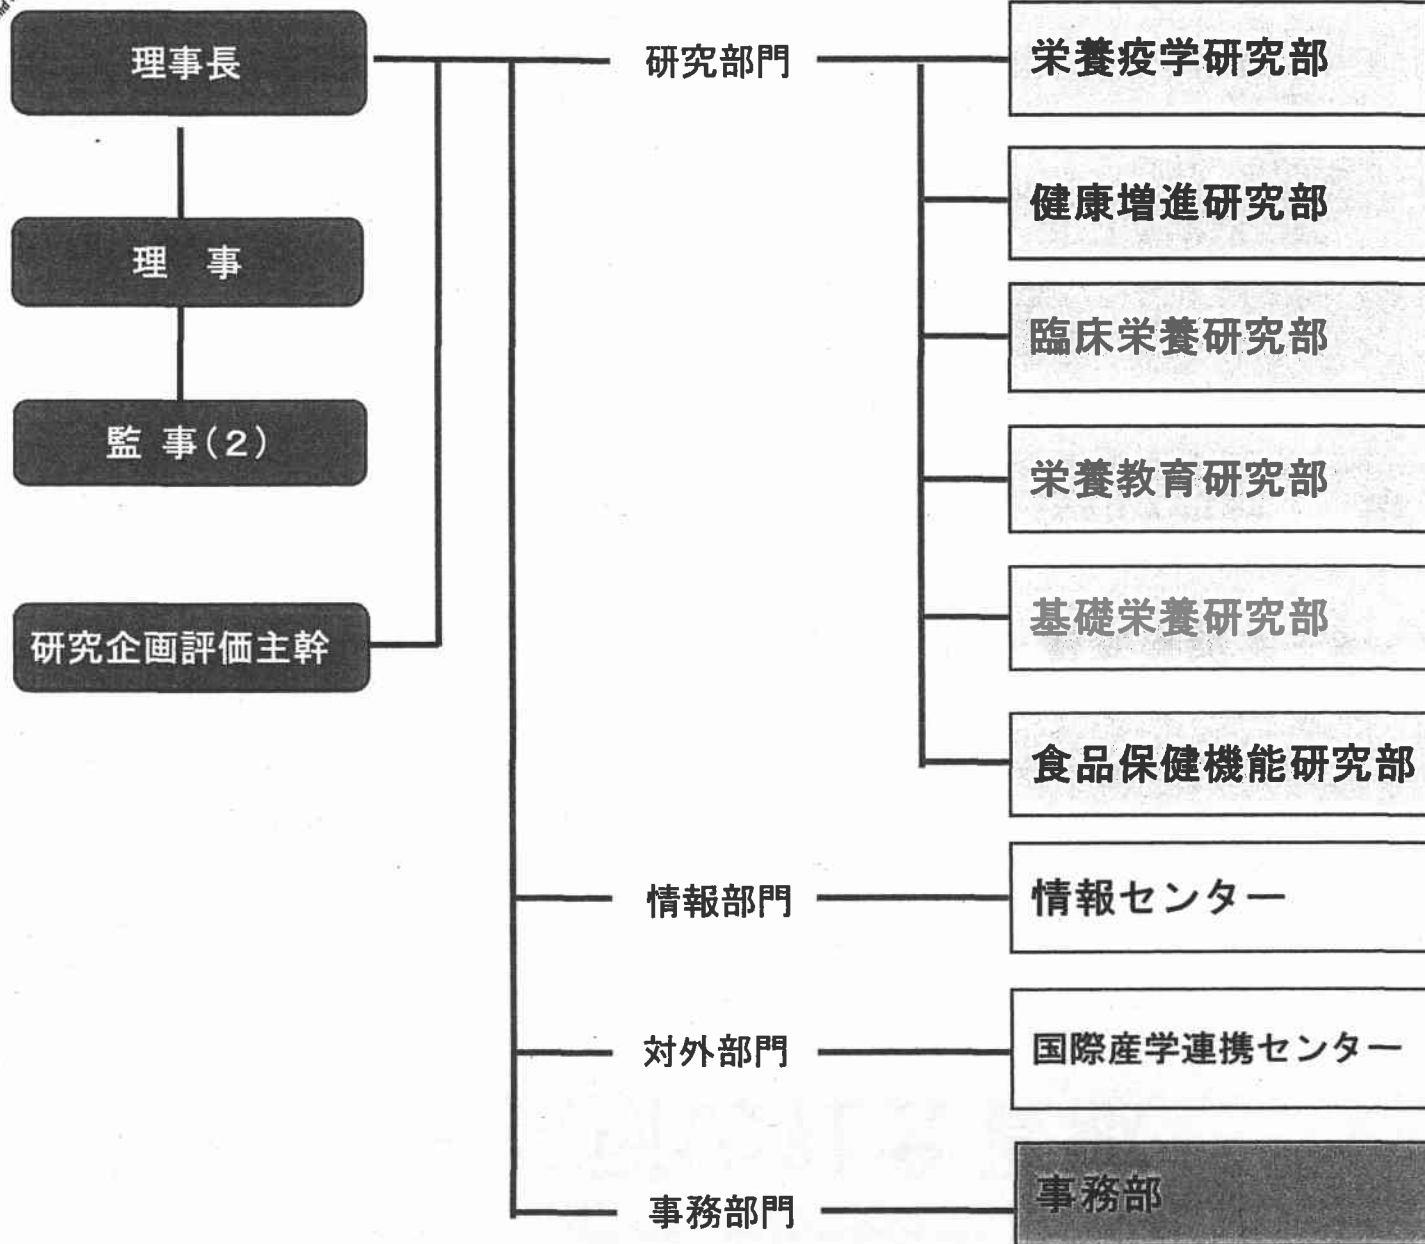 理事長
理 事
監 事(2)
研究企画評価主幹
研究部門
栄養疫学研究部
健康増進研究部
臨床栄養研究部
栄養教育研究部
基礎栄養研究部
食品保健機能研究部
情報部門
情報センター
対外部門
国際産学連携センター
事務部門
事務部